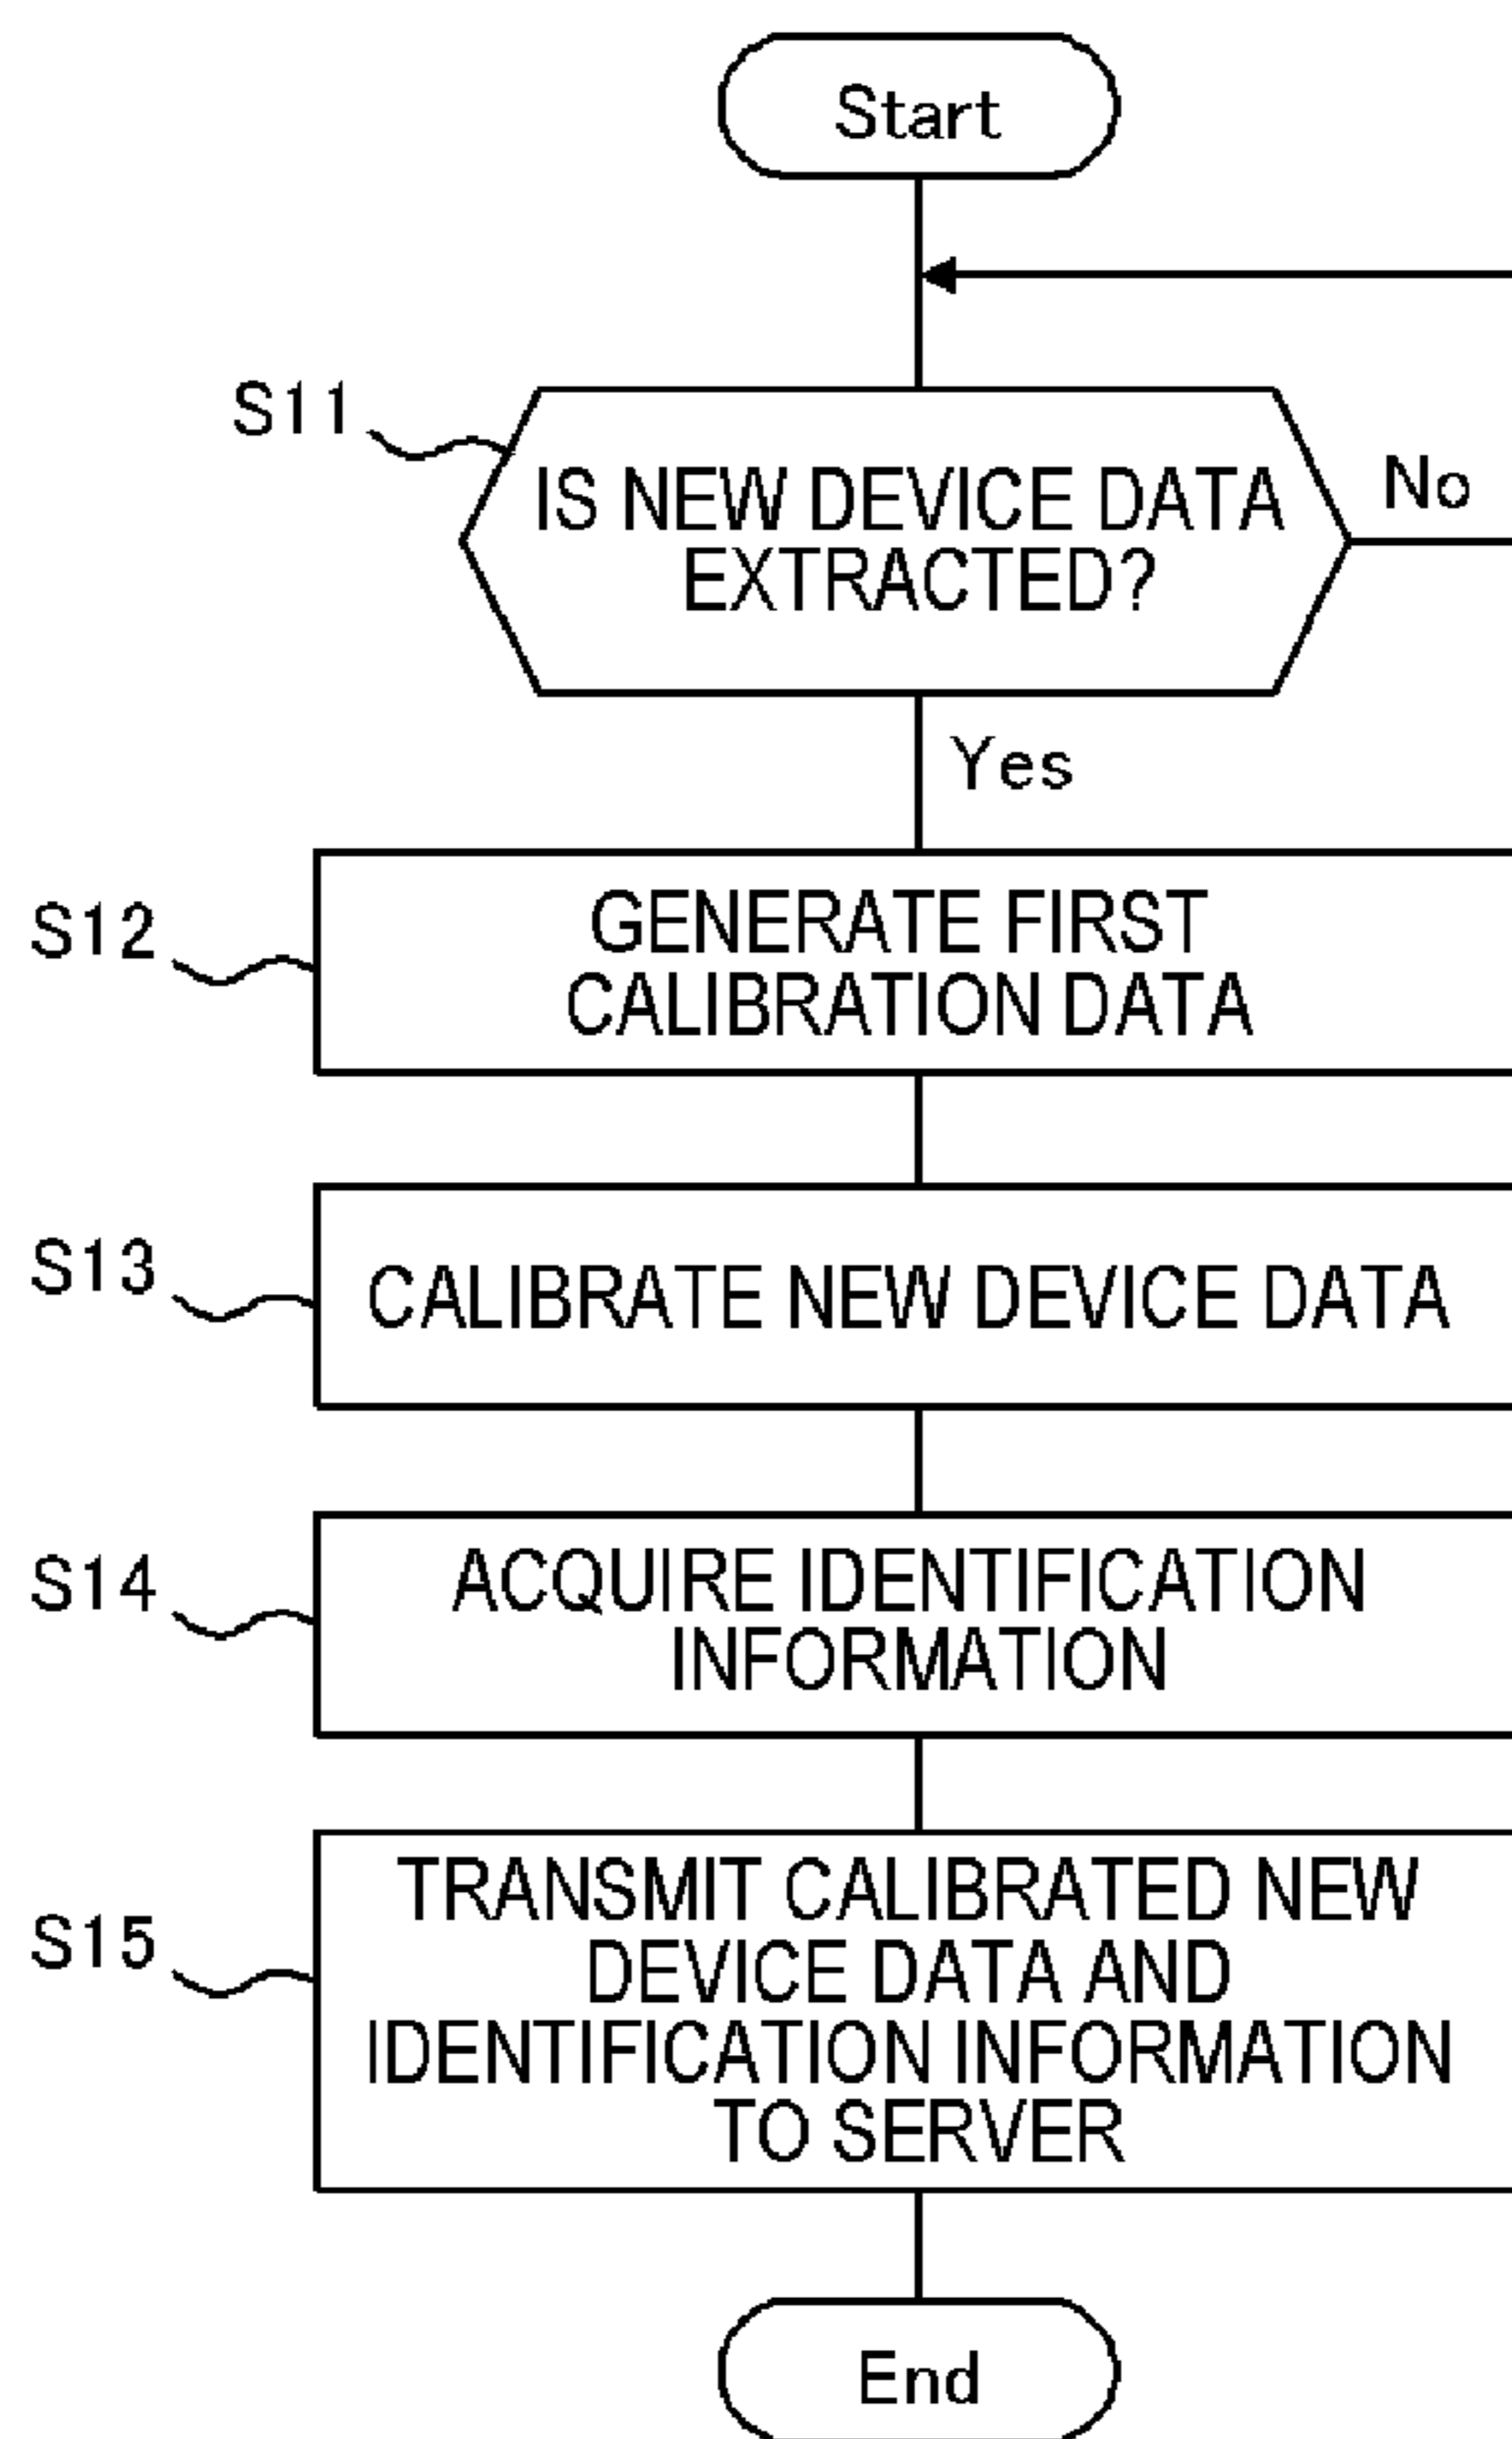 Start
S11
IS NEW DEVICE DATA
EXTRACTED?
No
Yes
S12
GENERATE FIRST
CALIBRATION DATA
S13
CALIBRATE NEW DEVICE DATA
S14
ACQUIRE IDENTIFICATION
INFORMATION
S15
TRANSMIT CALIBRATED NEW
DEVICE DATA AND
IDENTIFICATION INFORMATION
TO SERVER
End